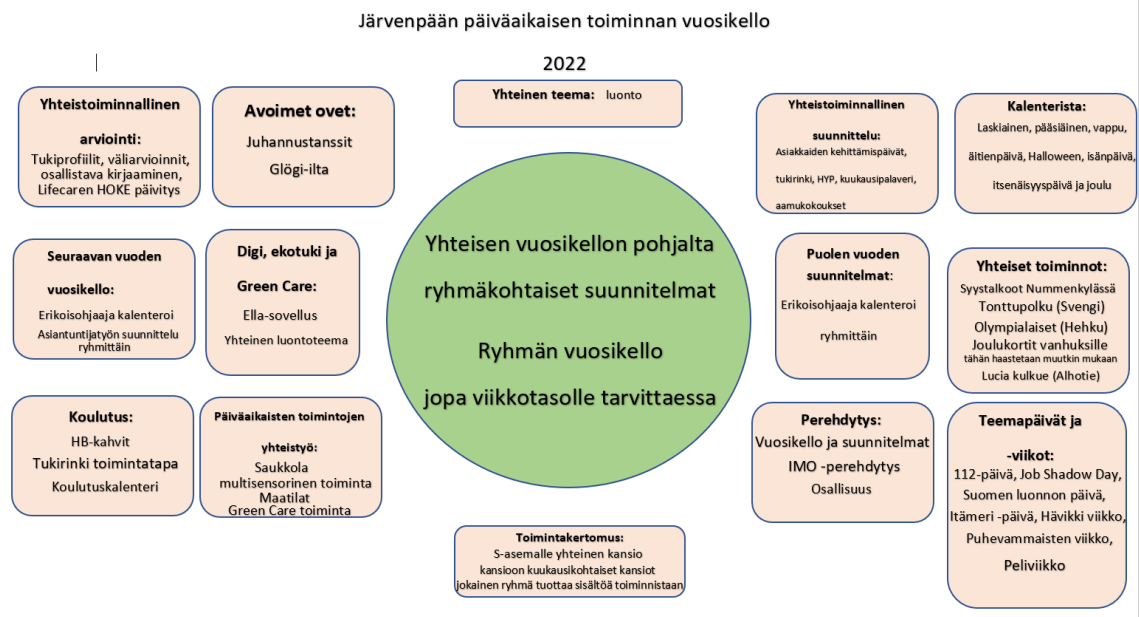 Järvenpään päiväaikaisen toiminnan vuosikello
2022
Yhteinen teema: luonto
Yhteistoiminnallinen
arviointi:
Tukiprofiilit, väliarvioinnit,
osallistava kirjaaminen,
Lifecaren HOKE päivitys
Avoimet ovet:
Juhannustanssit
Glögi-ilta
Yhteistoiminnallinen
suunnittelu:
Asiakkaiden kehittämispäivät,
tukirinki, HYP, kuukausipalaveri,
aamukokoukset
Kalenterista:
Laskiainen, pääsiäinen, vappu,
äitienpäivä, Halloween, isänpäivä,
itsenäisyyspäivä ja joulu
Seuraavan vuoden
vuosikello:
Erikoisohjaaja kalenteroi
Asiantuntijatyön suunnittelu
ryhmittäin
Digi, ekotuki ja
Green Care:
Ella-sovellus
Yhteinen luontoteema
Yhteisen vuosikellon pohjalta
ryhmäkohtaiset suunnitelmat
Ryhmän vuosikello
jopa viikkotasolle tarvittaessa
Puolen vuoden
suunnitelmat:
Erikoisohjaaja kalenteroi
ryhmittäin
Yhteiset toiminnot:
Syystalkoot Nummenkylässä
Tonttupolku (Svengi)
Olympialaiset (Hehku)
Joulukortit vanhuksille
tähän haastetaan muutkin mukaan
Lucia kulkue (Alhotie)
Koulutus:
HB-kahvit
Tukirinki toimintatapa
Koulutuskalenteri
Päiväaikaisten toimintojen
yhteistyö:
Saukkola
multisensorinen toiminta
Maatilat
Green Care toiminta
Perehdytys:
Vuosikello ja suunnitelmat
IMO -perehdytys
Osallisuus
Teemapäivät ja
-viikot:
112-päivä, Job Shadow Day,
Suomen luonnon päivä,
Itämeri -päivä, Hävikki viikko,
Puhevammaisten viikko,
Peliviikko
Toimintakertomus:
S-asemalle yhteinen kansio
kansioon kuukausikohtaiset kansiot
jokainen ryhmä tuottaa sisältöä toiminnistaan